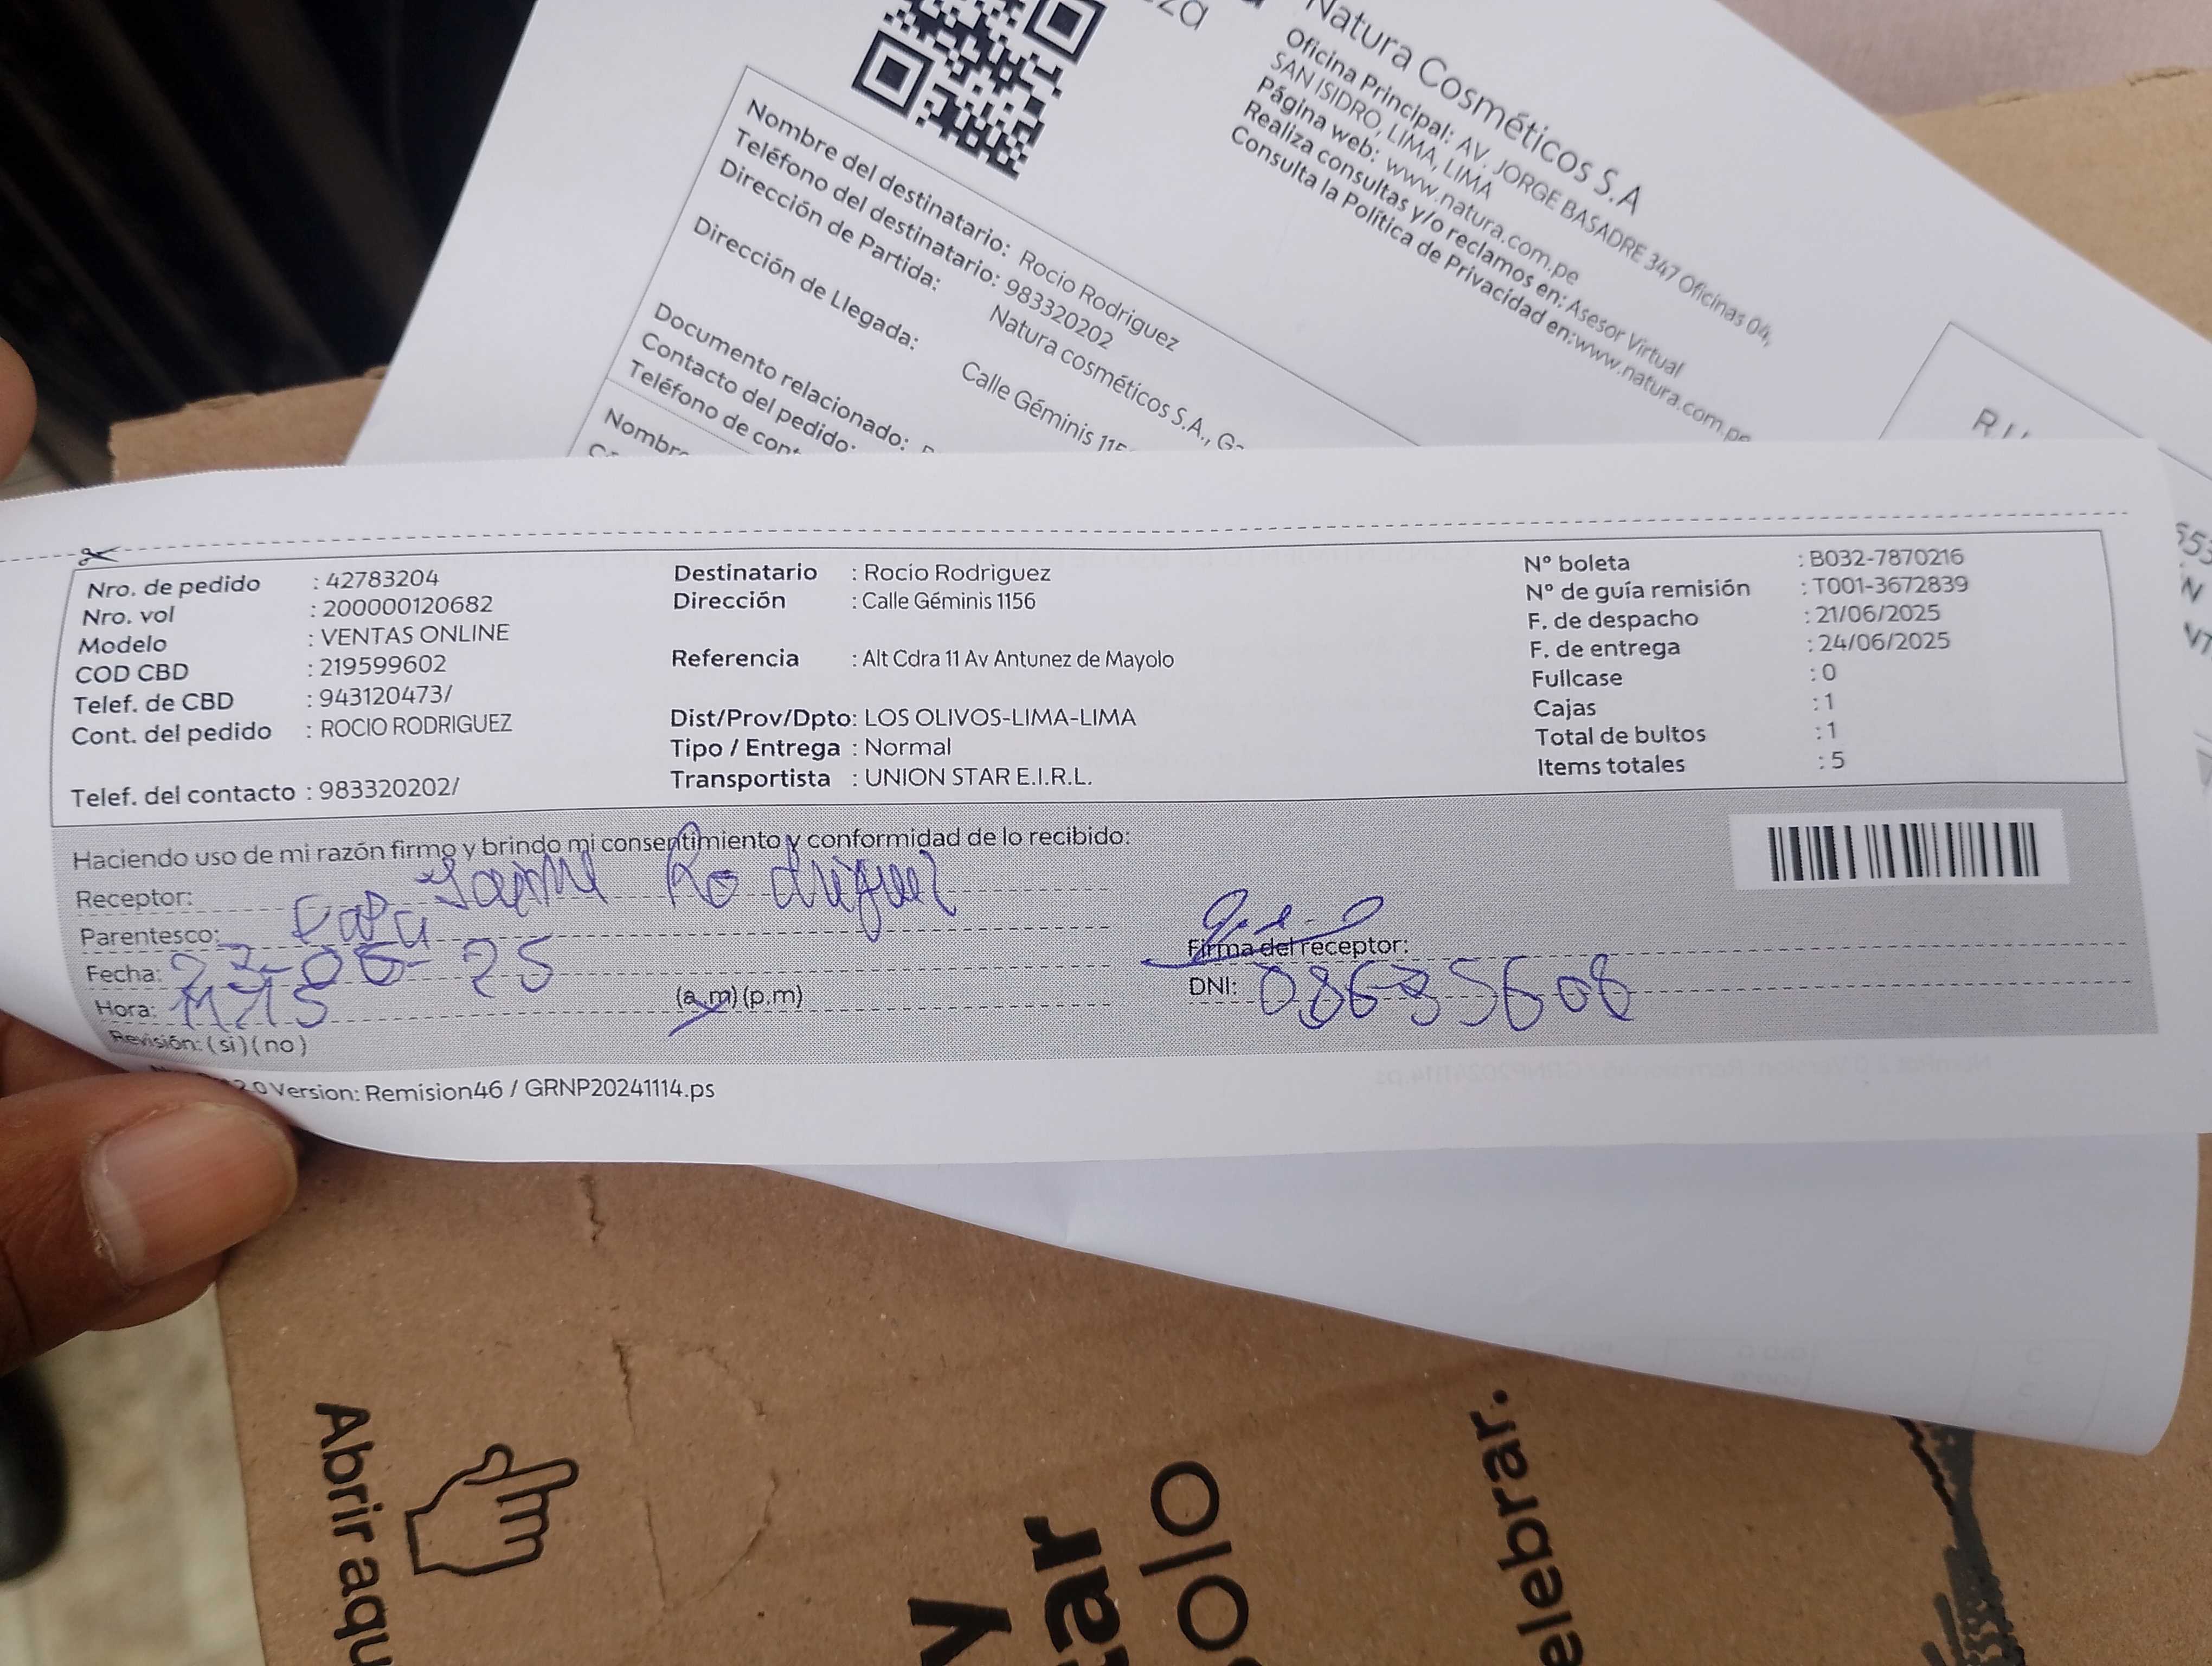 Natura Cosméticos S.A
Oficina Principal: AV. JORGE BASADRE 347 Oficinas 04,
SAN ISIDRO, LIMA, LIMA
Página web: www.natura.com.pe
Realiza consultas y/o reclamos en: Asesor Virtual
Consulta la Política de Privacidad en:www.natura.com.pe
Nombre del destinatario: Rocio Rodriguez
Teléfono del destinatario: 983320202
Dirección de Partida: Natura cosméticos S.A.,
Dirección de Llegada: Calle Géminis
Documento relacionado:
Contacto del pedido:
Teléfono de
Nro. de pedido : 42783204
Nro. vol : 200000120682
Modelo : VENTAS ONLINE
COD CBD : 219599602
Telef. de CBD : 943120473/
Cont. del pedido : ROCIO RODRIGUEZ
Telef. del contacto : 983320202/
Destinatario : Rocio Rodriguez
Dirección : Calle Géminis 1156
Referencia : Alt Cdra 11 Av Antunez de Mayolo
Dist/Prov/Dpto: LOS OLIVOS-LIMA-LIMA
Tipo / Entrega : Normal
Transportista : UNION STAR E.I.R.L.
N° boleta : B032-7870216
N° de guía remisión : T001-3672839
F. de despacho : 21/06/2025
F. de entrega : 24/06/2025
Fullcase : 0
Cajas : 1
Total de bultos : 1
Items totales : 5
Haciendo uso de mi razón firmo y brindo mi consentimiento y conformidad de lo recibido:
Receptor: Rodriguez
Parentesco: Papa
Fecha:
Hora: (a.m)(p.m)
Revisión: (si)(no)
Firma del receptor:
DNI:
2.0 Version: Remision46 / GRNP20241114.ps
Abrir aqu
y
tar
olo
elebrar.